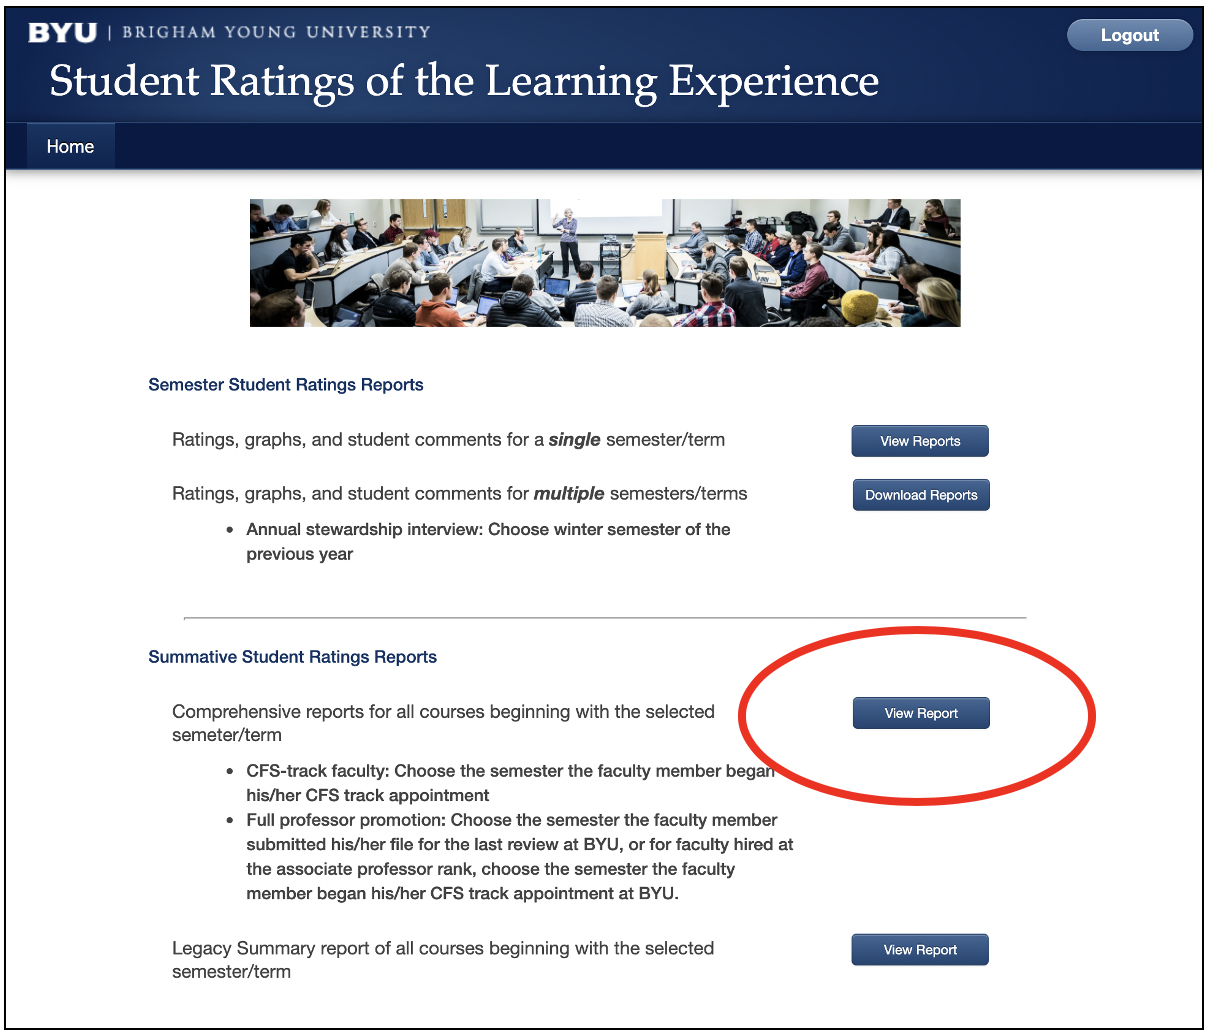 BYU | BRIGHAM YOUNG UNIVERSITY
Logout
Student Ratings of the Learning Experience
Home
Semester Student Ratings Reports
Ratings, graphs, and student comments for a single semester/term
View Reports
Ratings, graphs, and student comments for multiple semesters/terms
Download Reports
• Annual stewardship interview: Choose winter semester of the
previous year
Summative Student Ratings Reports
Comprehensive reports for all courses beginning with the selected
semeter/term
View Report
• CFS-track faculty: Choose the semester the faculty member began
his/her CFS track appointment
• Full professor promotion: Choose the semester the faculty member
submitted his/her file for the last review at BYU, or for faculty hired at
the associate professor rank, choose the semester the faculty
member began his/her CFS track appointment at BYU.
Legacy Summary report of all courses beginning with the selected
semester/term
View Report